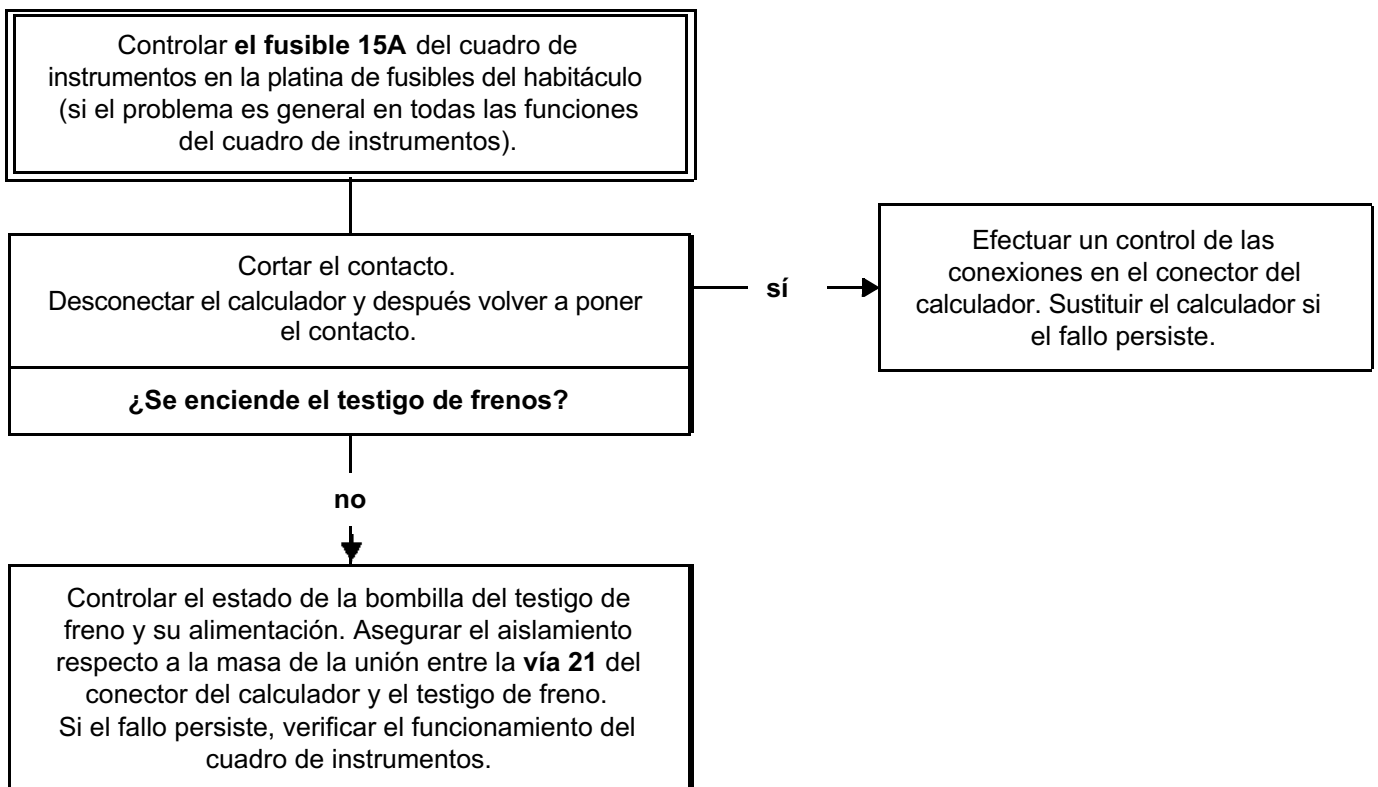 Controlar el fusible 15A del cuadro de
instrumentos en la platina de fusibles del habitáculo
(si el problema es general en todas las funciones
del cuadro de instrumentos).
Cortar el contacto.
Desconectar el calculador y después volver a poner
el contacto.
¿Se enciende el testigo de frenos?
sí
Efectuar un control de las
conexiones en el conector del
calculador. Sustituir el calculador si
el fallo persiste.
no
Controlar el estado de la bombilla del testigo de
freno y su alimentación. Asegurar el aislamiento
respecto a la masa de la unión entre la vía 21 del
conector del calculador y el testigo de freno.
Si el fallo persiste, verificar el funcionamiento del
cuadro de instrumentos.